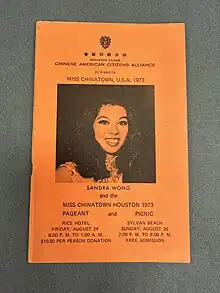 HOUSTON LODGE
CHINESE AMERICAN CITIZENS ALLIANCE
presents
MISS CHINATOWN, U.S.A. 1973
SANDRA WONG
and the
MISS CHINATOWN HOUSTON 1973
PAGEANT and PICNIC
RICE HOTEL SYLVAN BEACH
FRIDAY, AUGUST 24 SUNDAY, AUGUST 26
8:00 P. M. TO 1:00 A. M. 2:00 P. M. TO 8:00 P. M.
$10.00 PER PERSON DONATION FREE ADMISSION